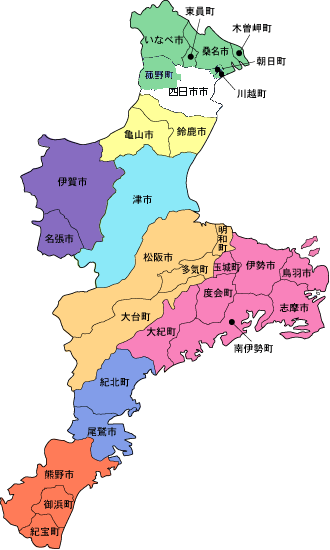 東員町
木曽岬町
いなべ市
桑名市
朝日町
菰野町
四日市市
川越町
亀山市
鈴鹿市
伊賀市
津市
名張市
明和町
松阪市
多気町
玉城町
伊勢市
鳥羽市
度会町
志摩市
大台町
大紀町
南伊勢町
紀北町
尾鷲市
熊野市
御浜町
紀宝町